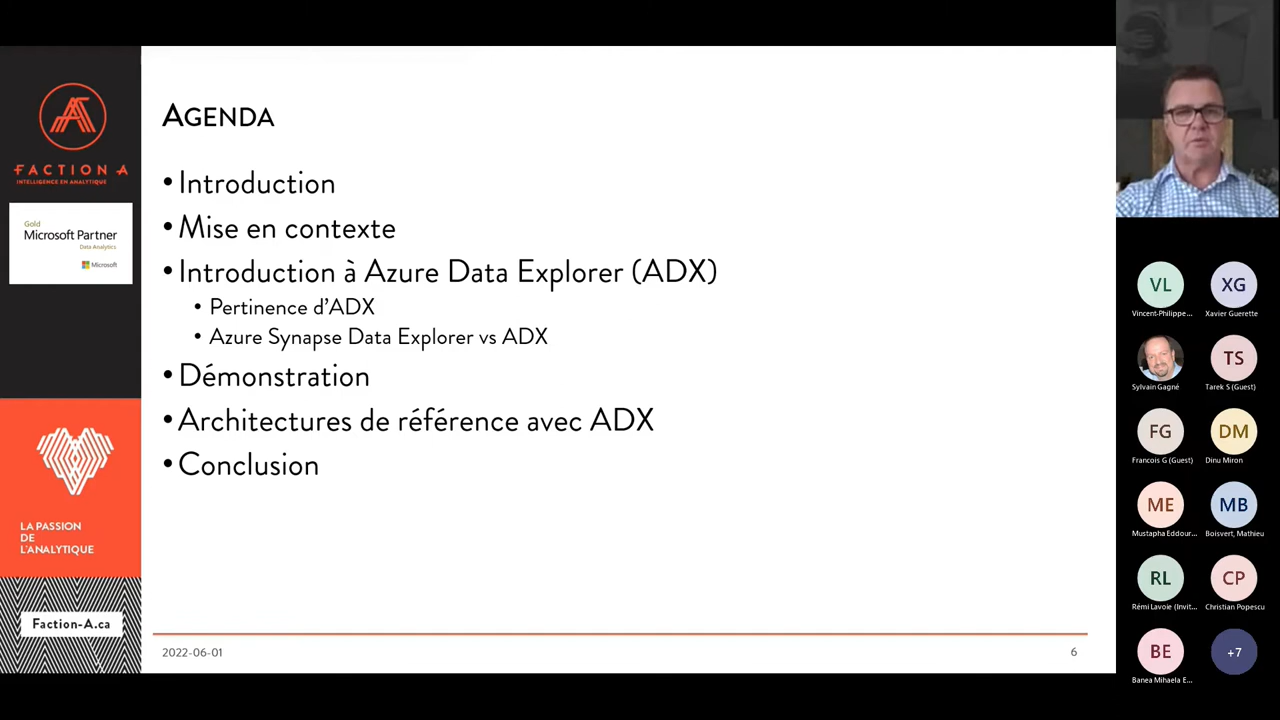 FACTION A
INTELLIGENCE EN ANALYTIQUE
Gold
Microsoft Partner
Data Analytics
Microsoft
LA PASSION
DE
L'ANALYTIQUE
Faction-A.ca
AGENDA
• Introduction
• Mise en contexte
• Introduction à Azure Data Explorer (ADX)
• Pertinence d'ADX
• Azure Synapse Data Explorer vs ADX
• Démonstration
• Architectures de référence avec ADX
• Conclusion
2022-06-01
6
VL
XG
Vincent-Philippe...
Xavier Guerette
TS
Sylvain Gagné
Tarek S (Guest)
FG
DM
Francois G (Guest)
Dinu Miron
ME
MB
Mustapha Eddour...
Boisvert, Mathieu
RL
CP
Rémi Lavoie (Invit...
Christian Popescu
BE
+7
Banea Mihaela E...